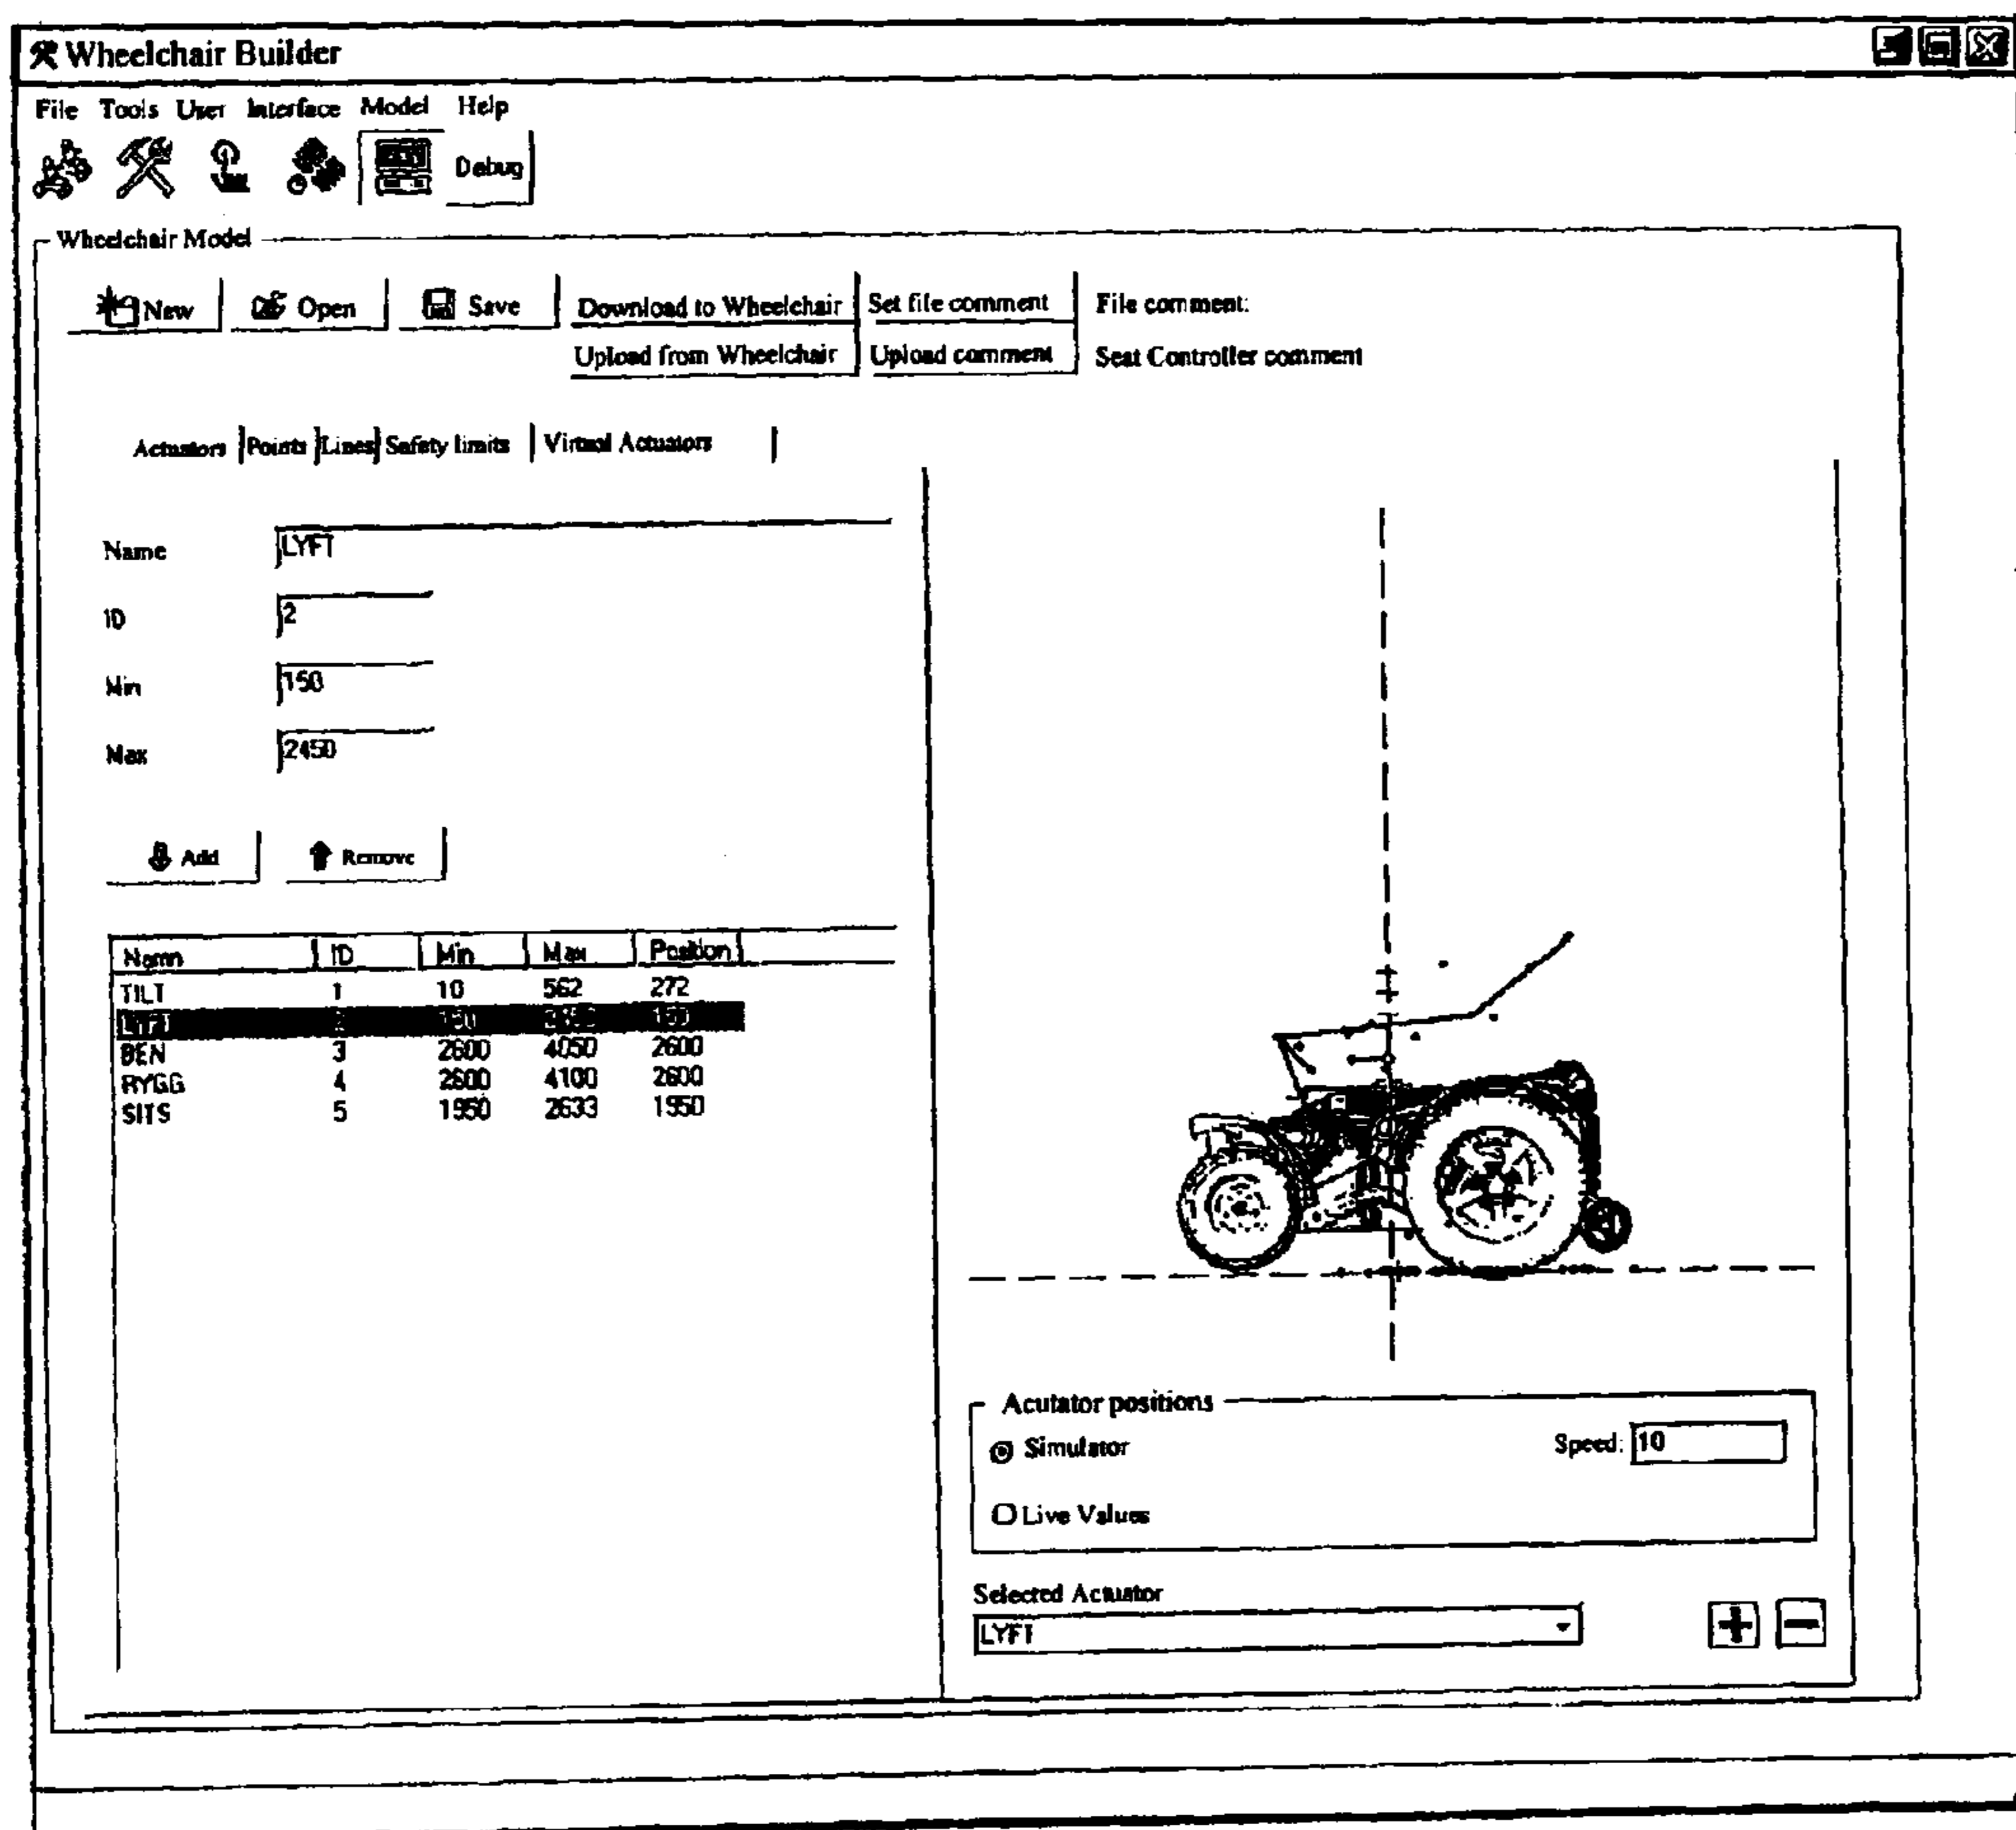 Wheelchair Builder
File Tools User Interface Model Help
Debug
Wheelchair Model
New Open Save Download to Wheelchair Set file comment File comment:
Upload from Wheelchair Upload comment Seat Controller comment
Actuators Points Lines Safety limits Virtual Actuators
Name LYFT
ID 2
Min 150
Max 2450
Add Remove
Namn ID Min Max Position
TILT 1 10 562 272
LYFT 2 150 150
BEN 3 2600 4050 2600
RYGG 4 2600 4100 2600
SITS 5 1950 2633 1950
Acutator positions
Simulator Speed: 10
Live Values
Selected Actuator
LYFT